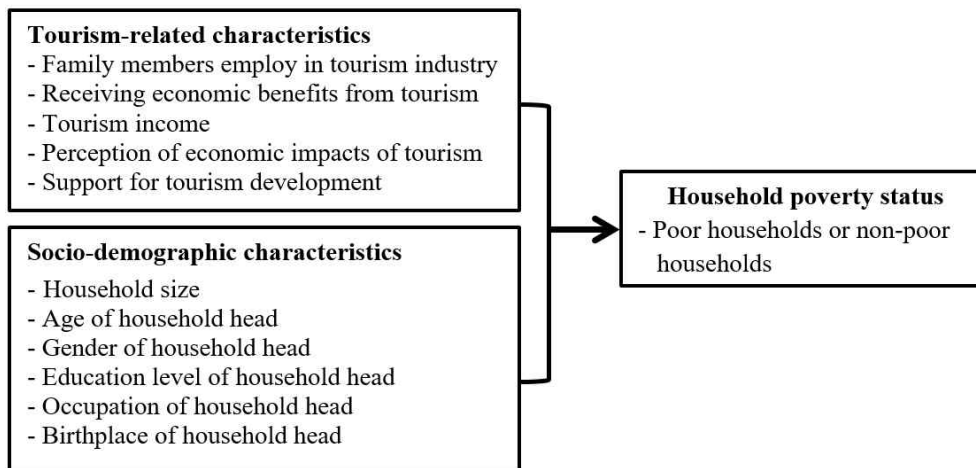 Tourism-related characteristics
- Family members employ in tourism industry
- Receiving economic benefits from tourism
- Tourism income
- Perception of economic impacts of tourism
- Support for tourism development
Socio-demographic characteristics
- Household size
- Age of household head
- Gender of household head
- Education level of household head
- Occupation of household head
- Birthplace of household head
Household poverty status
- Poor households or non-poor
households